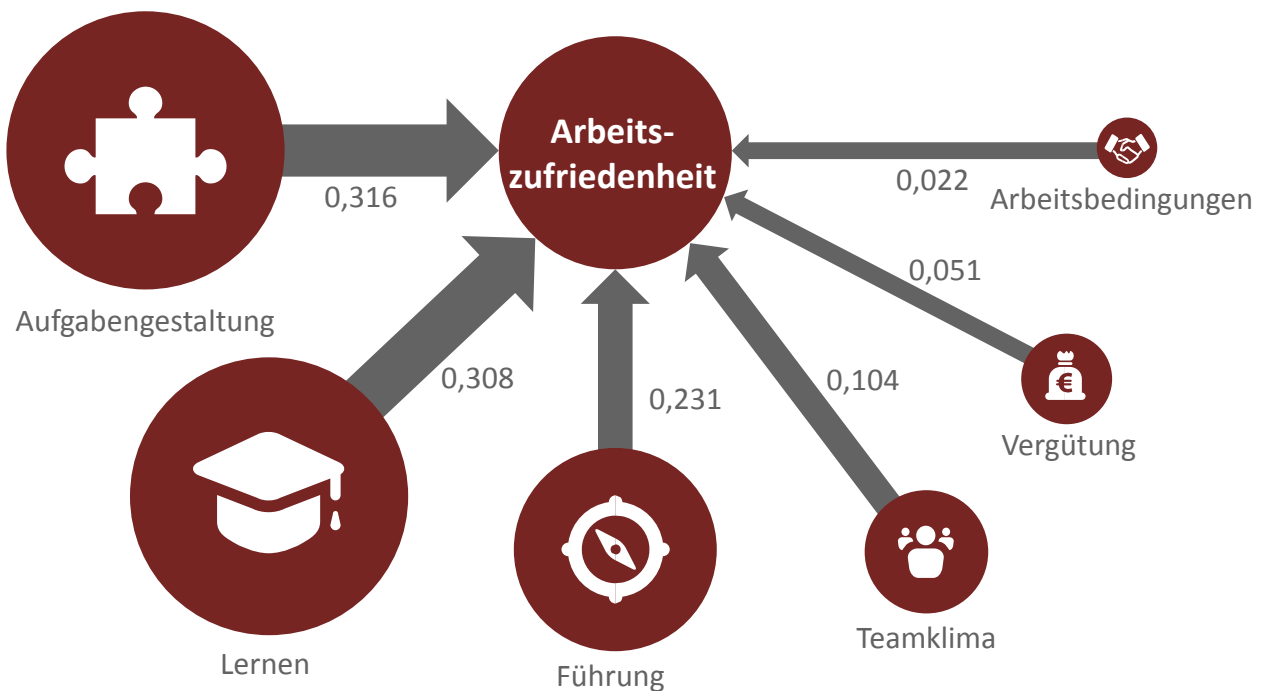 Arbeits-
zufriedenheit
0,316
Aufgabengestaltung
0,308
Lernen
0,231
Führung
0,104
Teamklima
0,051
€
Vergütung
0,022
Arbeitsbedingungen